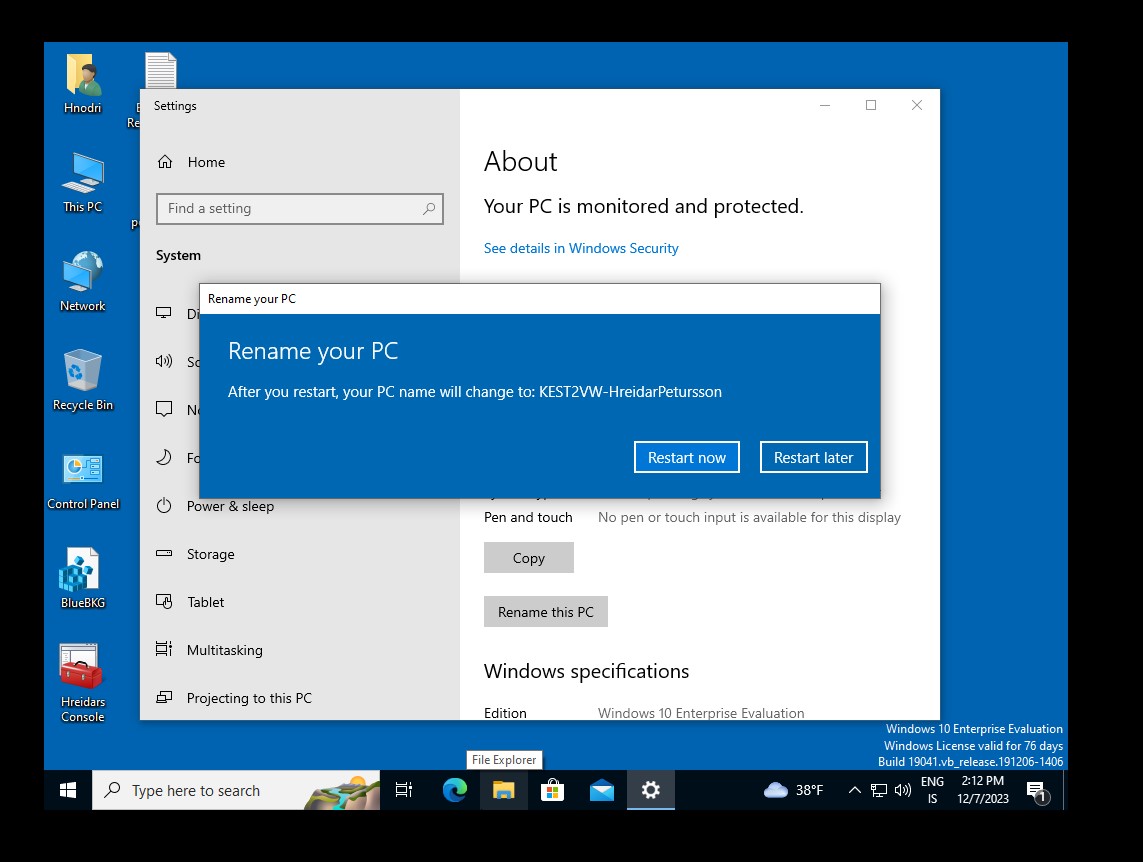 Hnodri
This PC
Network
Recycle Bin
Control Panel
BlueBKG
Hreidars
Console
Settings
Home
Find a setting
System
Power & sleep
Storage
Tablet
Multitasking
Projecting to this PC
About
Your PC is monitored and protected.
See details in Windows Security
Rename your PC
Rename your PC
After you restart, your PC name will change to: KEST2VW-HreidarPetursson
Restart now
Restart later
Pen and touch No pen or touch input is available for this display
Copy
Rename this PC
Windows specifications
Edition Windows 10 Enterprise Evaluation
Windows 10 Enterprise Evaluation
Windows License valid for 76 days
Build 19041.vb_release.191206-1406
File Explorer
Type here to search
38°F
ENG
IS
2:12 PM
12/7/2023
1